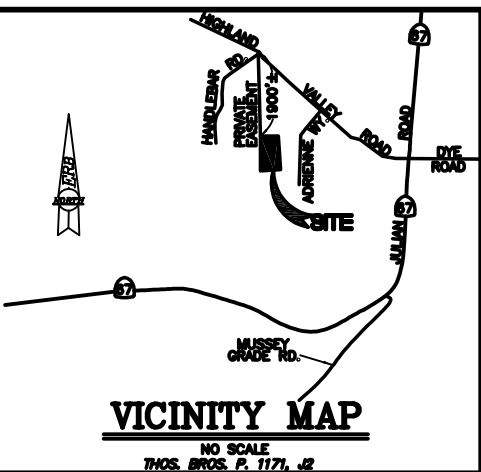 HIGHLAND
VALLEY
ROAD
67
HANDLEBAR RD.
PRIVATE
EASEMENT
1900'±
ADRIENNE WY.
DYE
ROAD
ERB
NORTH
SITE
JULIAN
ROAD
67
67
MUSSEY
GRADE RD.
VICINITY MAP
NO SCALE
THOS. BROS. P. 1171, J2